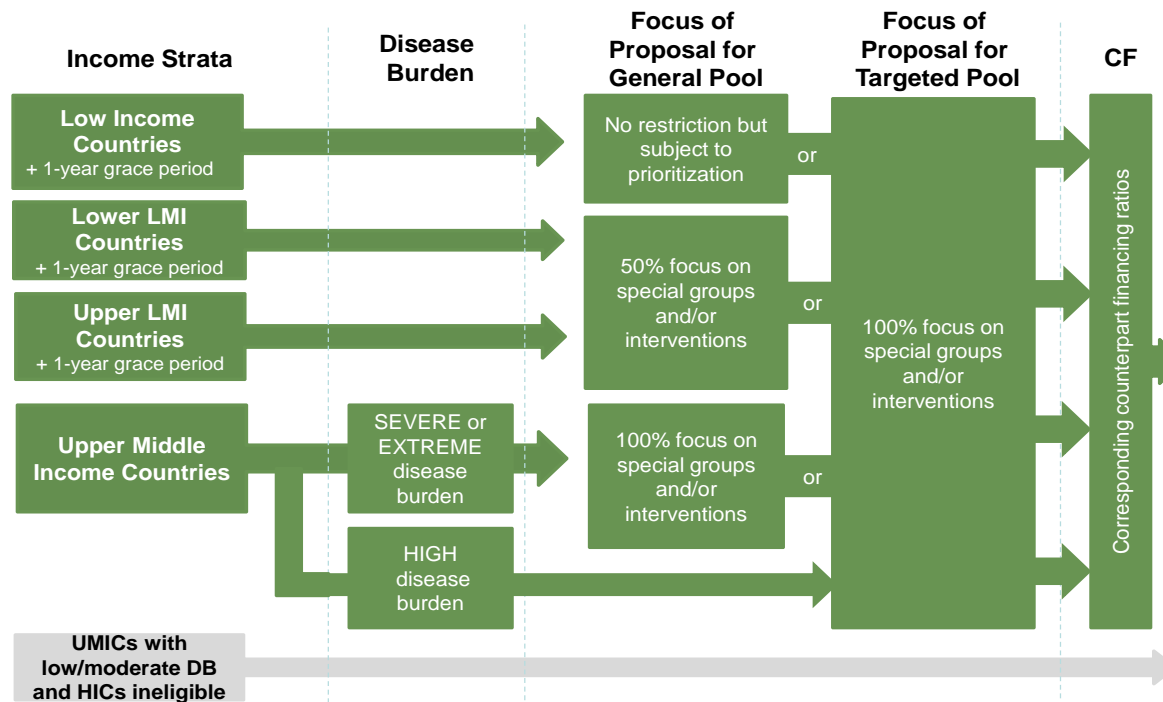 Income Strata
Disease
Burden
Focus of
Proposal for
General Pool
Focus of
Proposal for
Targeted Pool
CF
Low Income
Countries
+ 1-year grace period
No restriction but
subject to
prioritization
or
Lower LMI
Countries
+ 1-year grace period
Upper LMI
Countries
+ 1-year grace period
50% focus on
special groups
and/or
interventions
or
Upper Middle
Income Countries
SEVERE or
EXTREME
disease
burden
100% focus on
special groups
and/or
interventions
or
HIGH
disease
burden
100% focus on
special groups
and/or
interventions
Corresponding counterpart financing ratios
UMICs with
low/moderate DB
and HICs ineligible